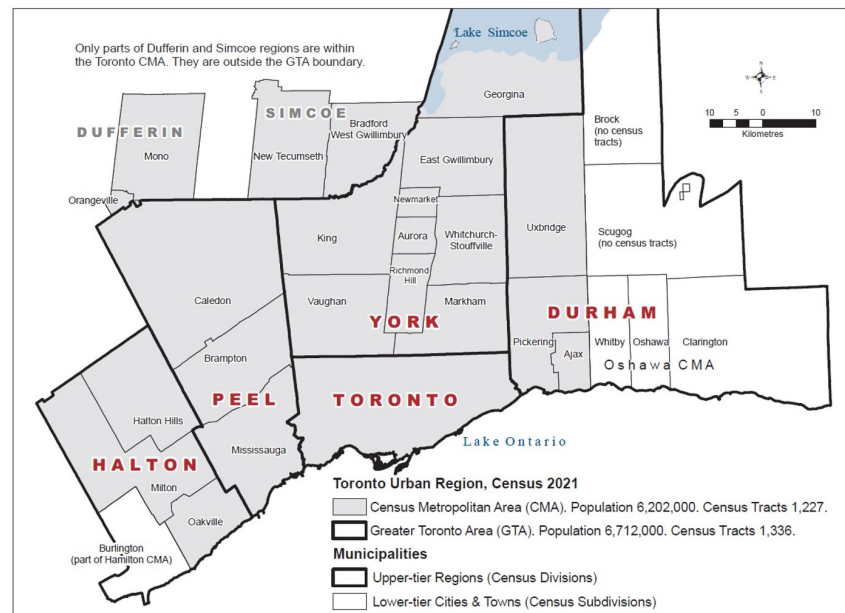 Only parts of Dufferin and Simcoe regions are within
the Toronto CMA. They are outside the GTA boundary.
Lake Simcoe
Georgina
N
W
E
S
10 5 0 10
Kilometres
DUFFERIN
Mono
Orangeville
SIMCOE
New Tecumseth
Bradford
West Gwillimbury
East Gwillimbury
Brock
(no census
tracts)
Newmarket
King
Aurora
Whitchurch-
Stouffville
Uxbridge
Scugog
(no census tracts)
Richmond
Hill
Caledon
Vaughan
Markham
YORK
DURHAM
Pickering
Ajax
Whitby
Oshawa
Clarington
Oshawa CMA
Brampton
PEEL
TORONTO
Halton Hills
Mississauga
Lake Ontario
HALTON
Milton
Oakville
Burlington
(part of Hamilton CMA)
Toronto Urban Region, Census 2021
Census Metropolitan Area (CMA). Population 6,202,000. Census Tracts 1,227.
Greater Toronto Area (GTA). Population 6,712,000. Census Tracts 1,336.
Municipalities
Upper-tier Regions (Census Divisions)
Lower-tier Cities & Towns (Census Subdivisions)